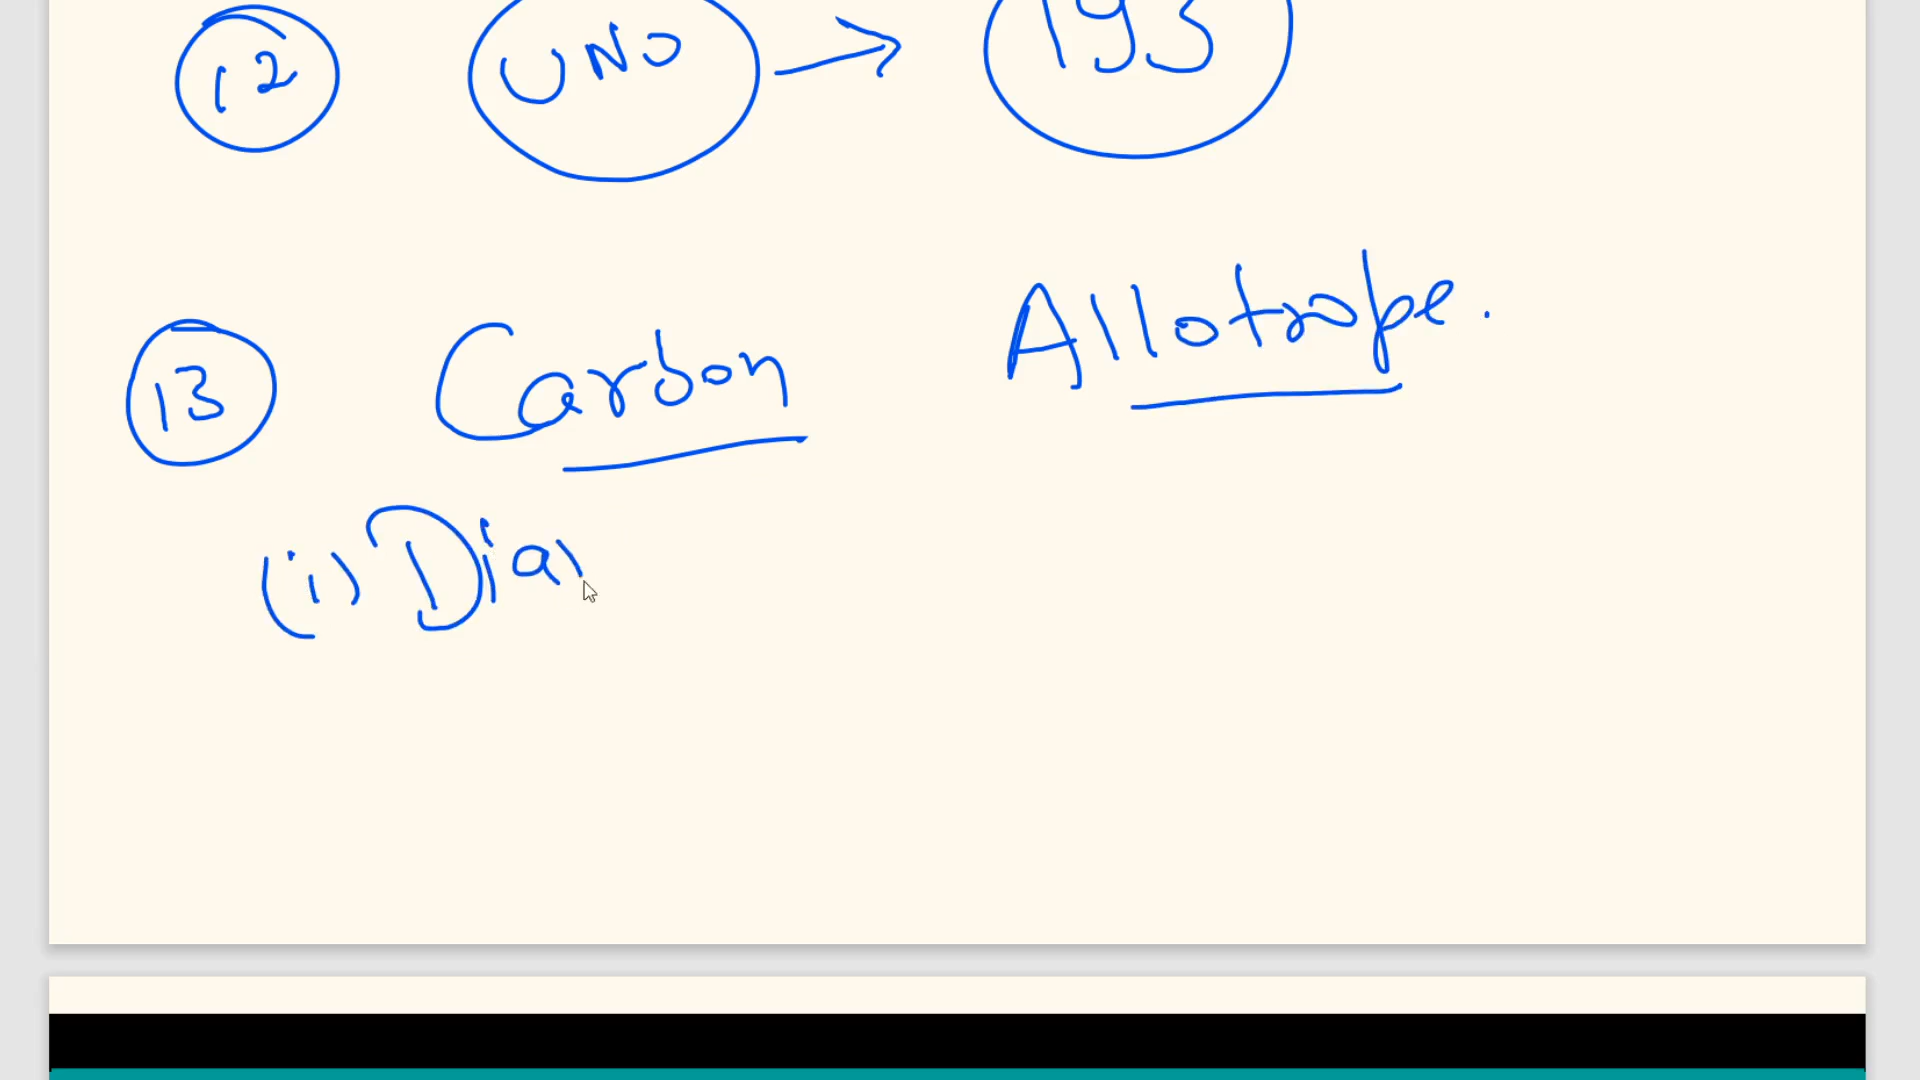 12 UNO → 193
13 Carbon Allotrope.
(i) Dia